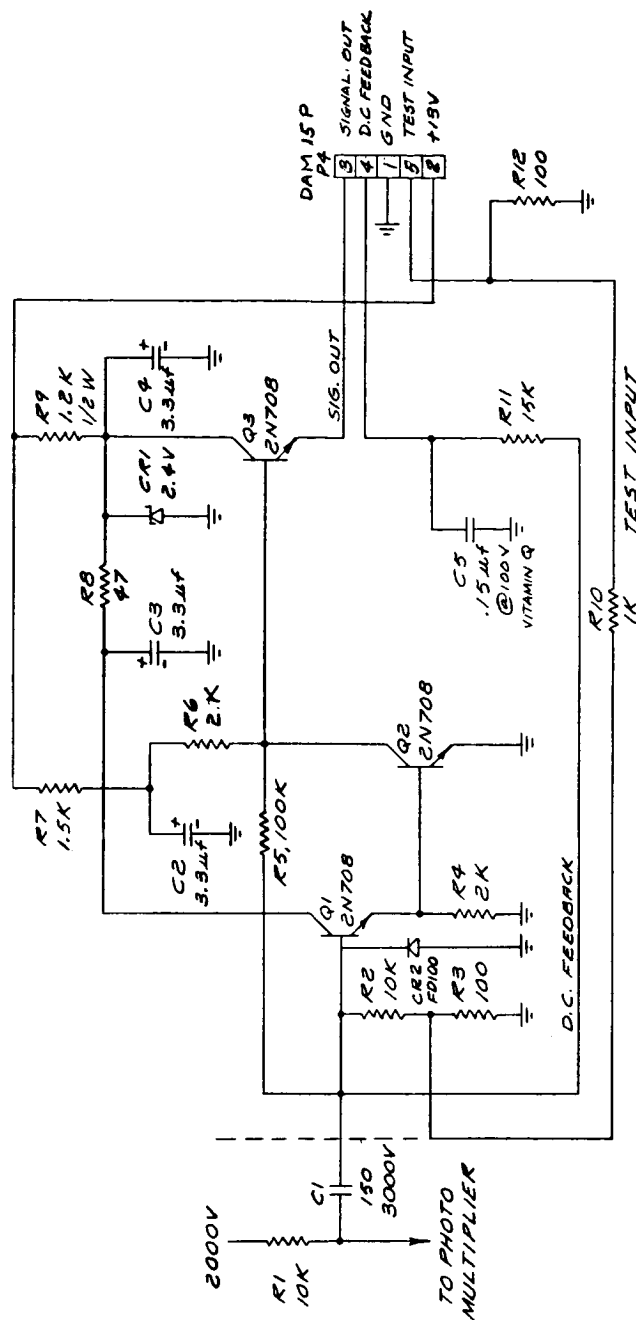 2000V
R1
10K
TO PHOTO
MULTIPLIER
C1
150
3000V
R7
1.5K
C2
3.3µf
R6
2.K
R5, 100K
Q1
2N708
R2
10K
CR2
FD100
R3
100
R4
2K
D.C. FEEDBACK
Q2
2N708
R8
47
C3
3.3µf
CR1
2.4V
R9
1.2K
1/2W
C4
3.3µf
Q3
2N708
SIG. OUT
C5
.15µf
@100V
VITAMIN Q
R11
15K
R10
1K
TEST INPUT
R12
100
DAM 15P
P4
3 SIGNAL OUT
4 D.C FEEDBACK
1 GND
5 TEST INPUT
+19V